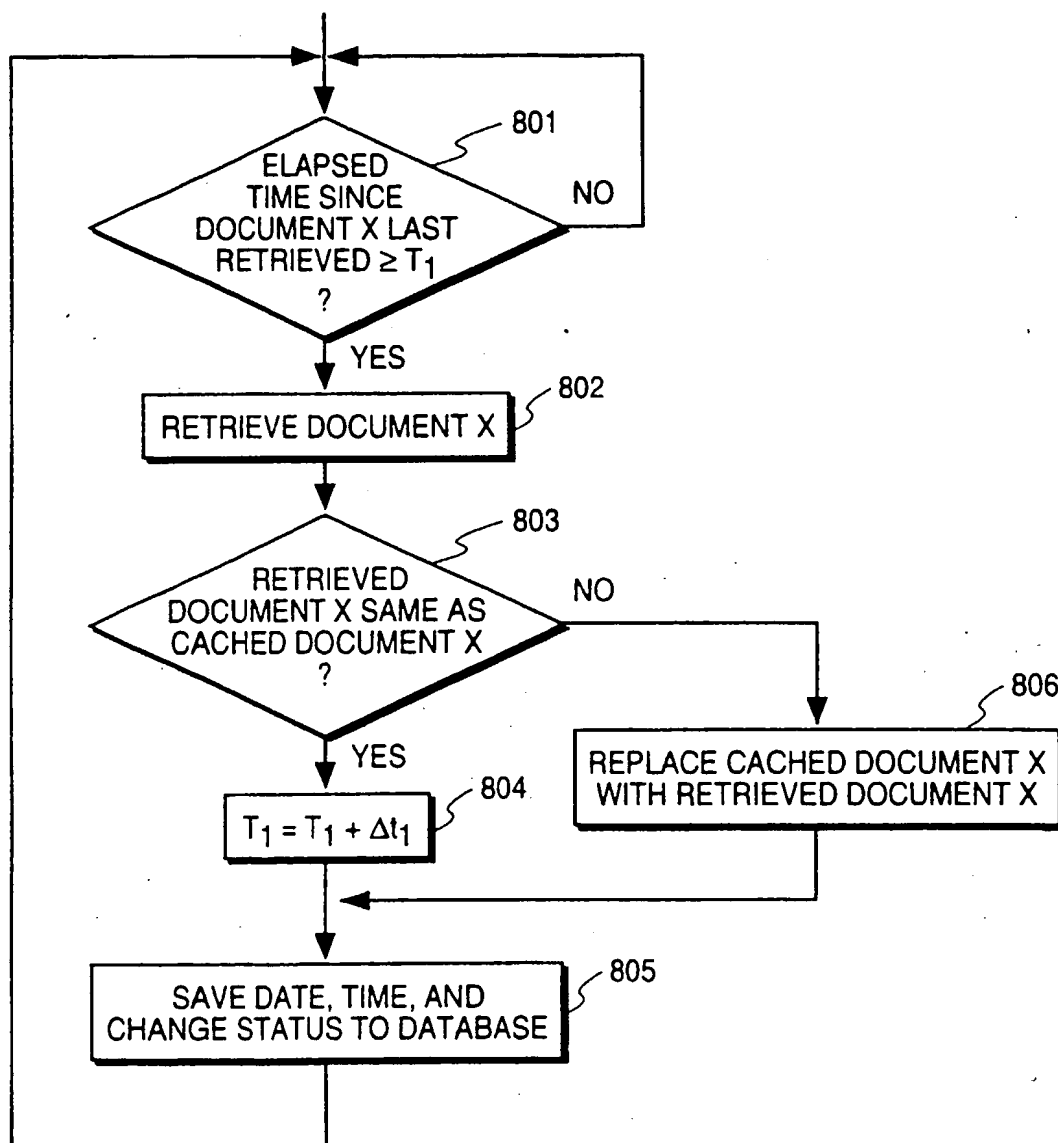 801
ELAPSED
TIME SINCE
DOCUMENT X LAST
RETRIEVED ≥ T₁
?
NO
YES
802
RETRIEVE DOCUMENT X
803
RETRIEVED
DOCUMENT X SAME AS
CACHED DOCUMENT X
?
NO
YES
806
REPLACE CACHED DOCUMENT X
WITH RETRIEVED DOCUMENT X
804
T₁ = T₁ + Δt₁
805
SAVE DATE, TIME, AND
CHANGE STATUS TO DATABASE